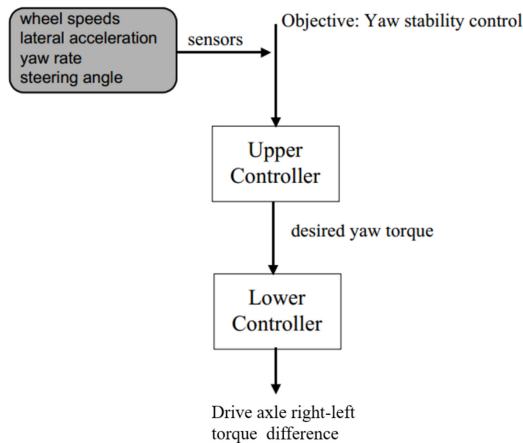 wheel speeds
lateral acceleration
yaw rate
steering angle
sensors
Objective: Yaw stability control
Upper
Controller
desired yaw torque
Lower
Controller
Drive axle right-left
torque difference